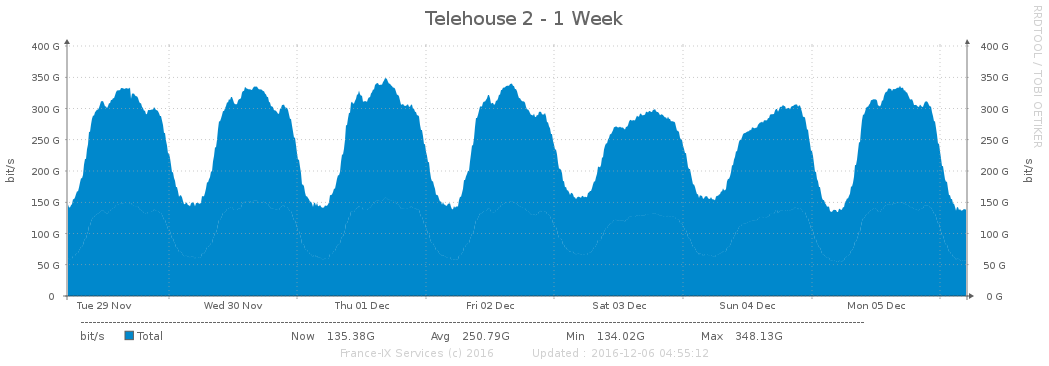 Telehouse 2 - 1 Week
RRDTOOL / TOBI OETIKER
400 G 400 G
350 G 350 G
300 G 300 G
250 G 250 G
200 G 200 G
150 G 150 G
100 G 100 G
50 G 50 G
0 0 G
bit/s bit/s
Tue 29 Nov Wed 30 Nov Thu 01 Dec Fri 02 Dec Sat 03 Dec Sun 04 Dec Mon 05 Dec
bit/s Total Now 135.38G Avg 250.79G Min 134.02G Max 348.13G
France-IX Services (c) 2016 Updated : 2016-12-06 04:55:12